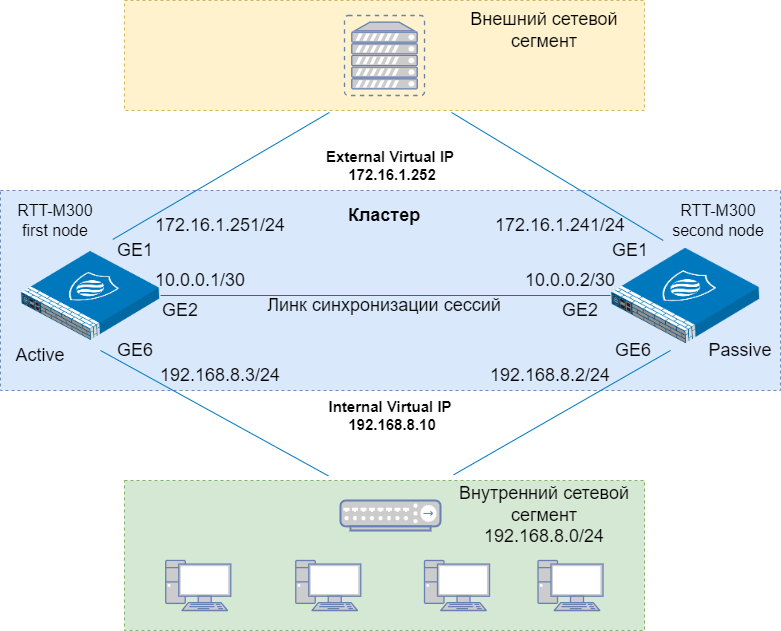 Внешний сетевой
сегмент
External Virtual IP
172.16.1.252
RTT-M300
first node
172.16.1.251/24
Кластер
172.16.1.241/24
RTT-M300
second node
GE1
GE1
10.0.0.1/30
10.0.0.2/30
GE2
Линк синхронизации сессий
GE2
Active
GE6
GE6
Passive
192.168.8.3/24
192.168.8.2/24
Internal Virtual IP
192.168.8.10
Внутренний сетевой
сегмент
192.168.8.0/24